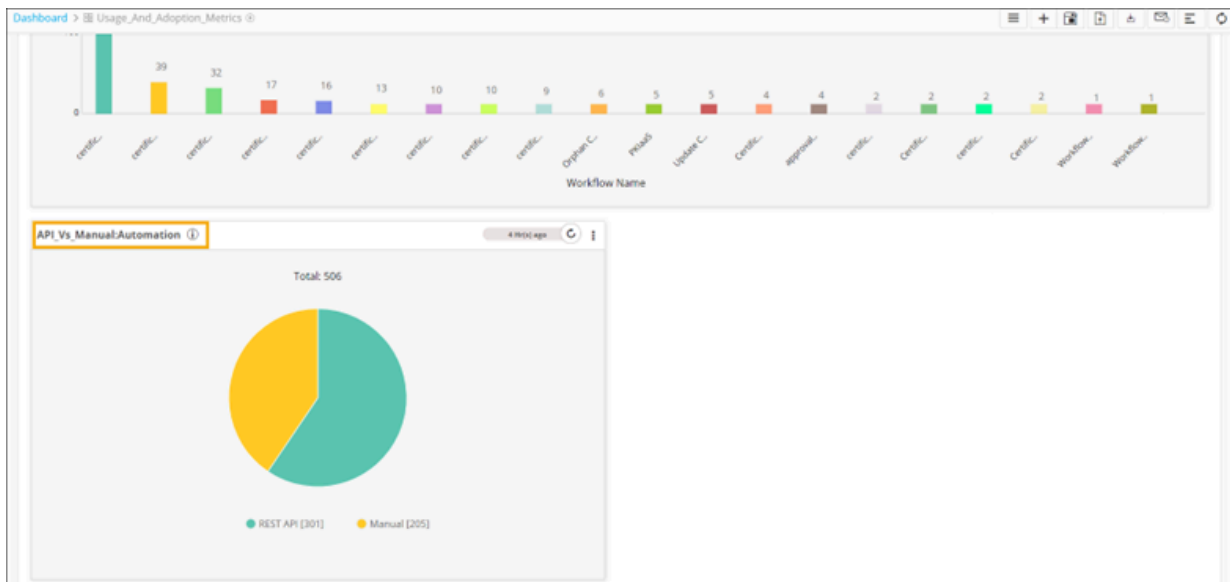 Dashboard > Usage_And_Adoption_Metrics
39
32
17
16
13
10
10
9
6
5
5
4
4
2
2
2
2
1
1
0
certific..
certific..
certific..
certific..
certific..
certific..
certific..
certific..
certific..
Orphan C..
PKIaaS
Update C..
Certific..
approval..
certific..
Certific..
certific..
Certific..
Workflow..
Workflow..
Workflow Name
API_Vs_Manual:Automation
4 Hr(s) ago
Total: 506
REST API [301]
Manual [205]